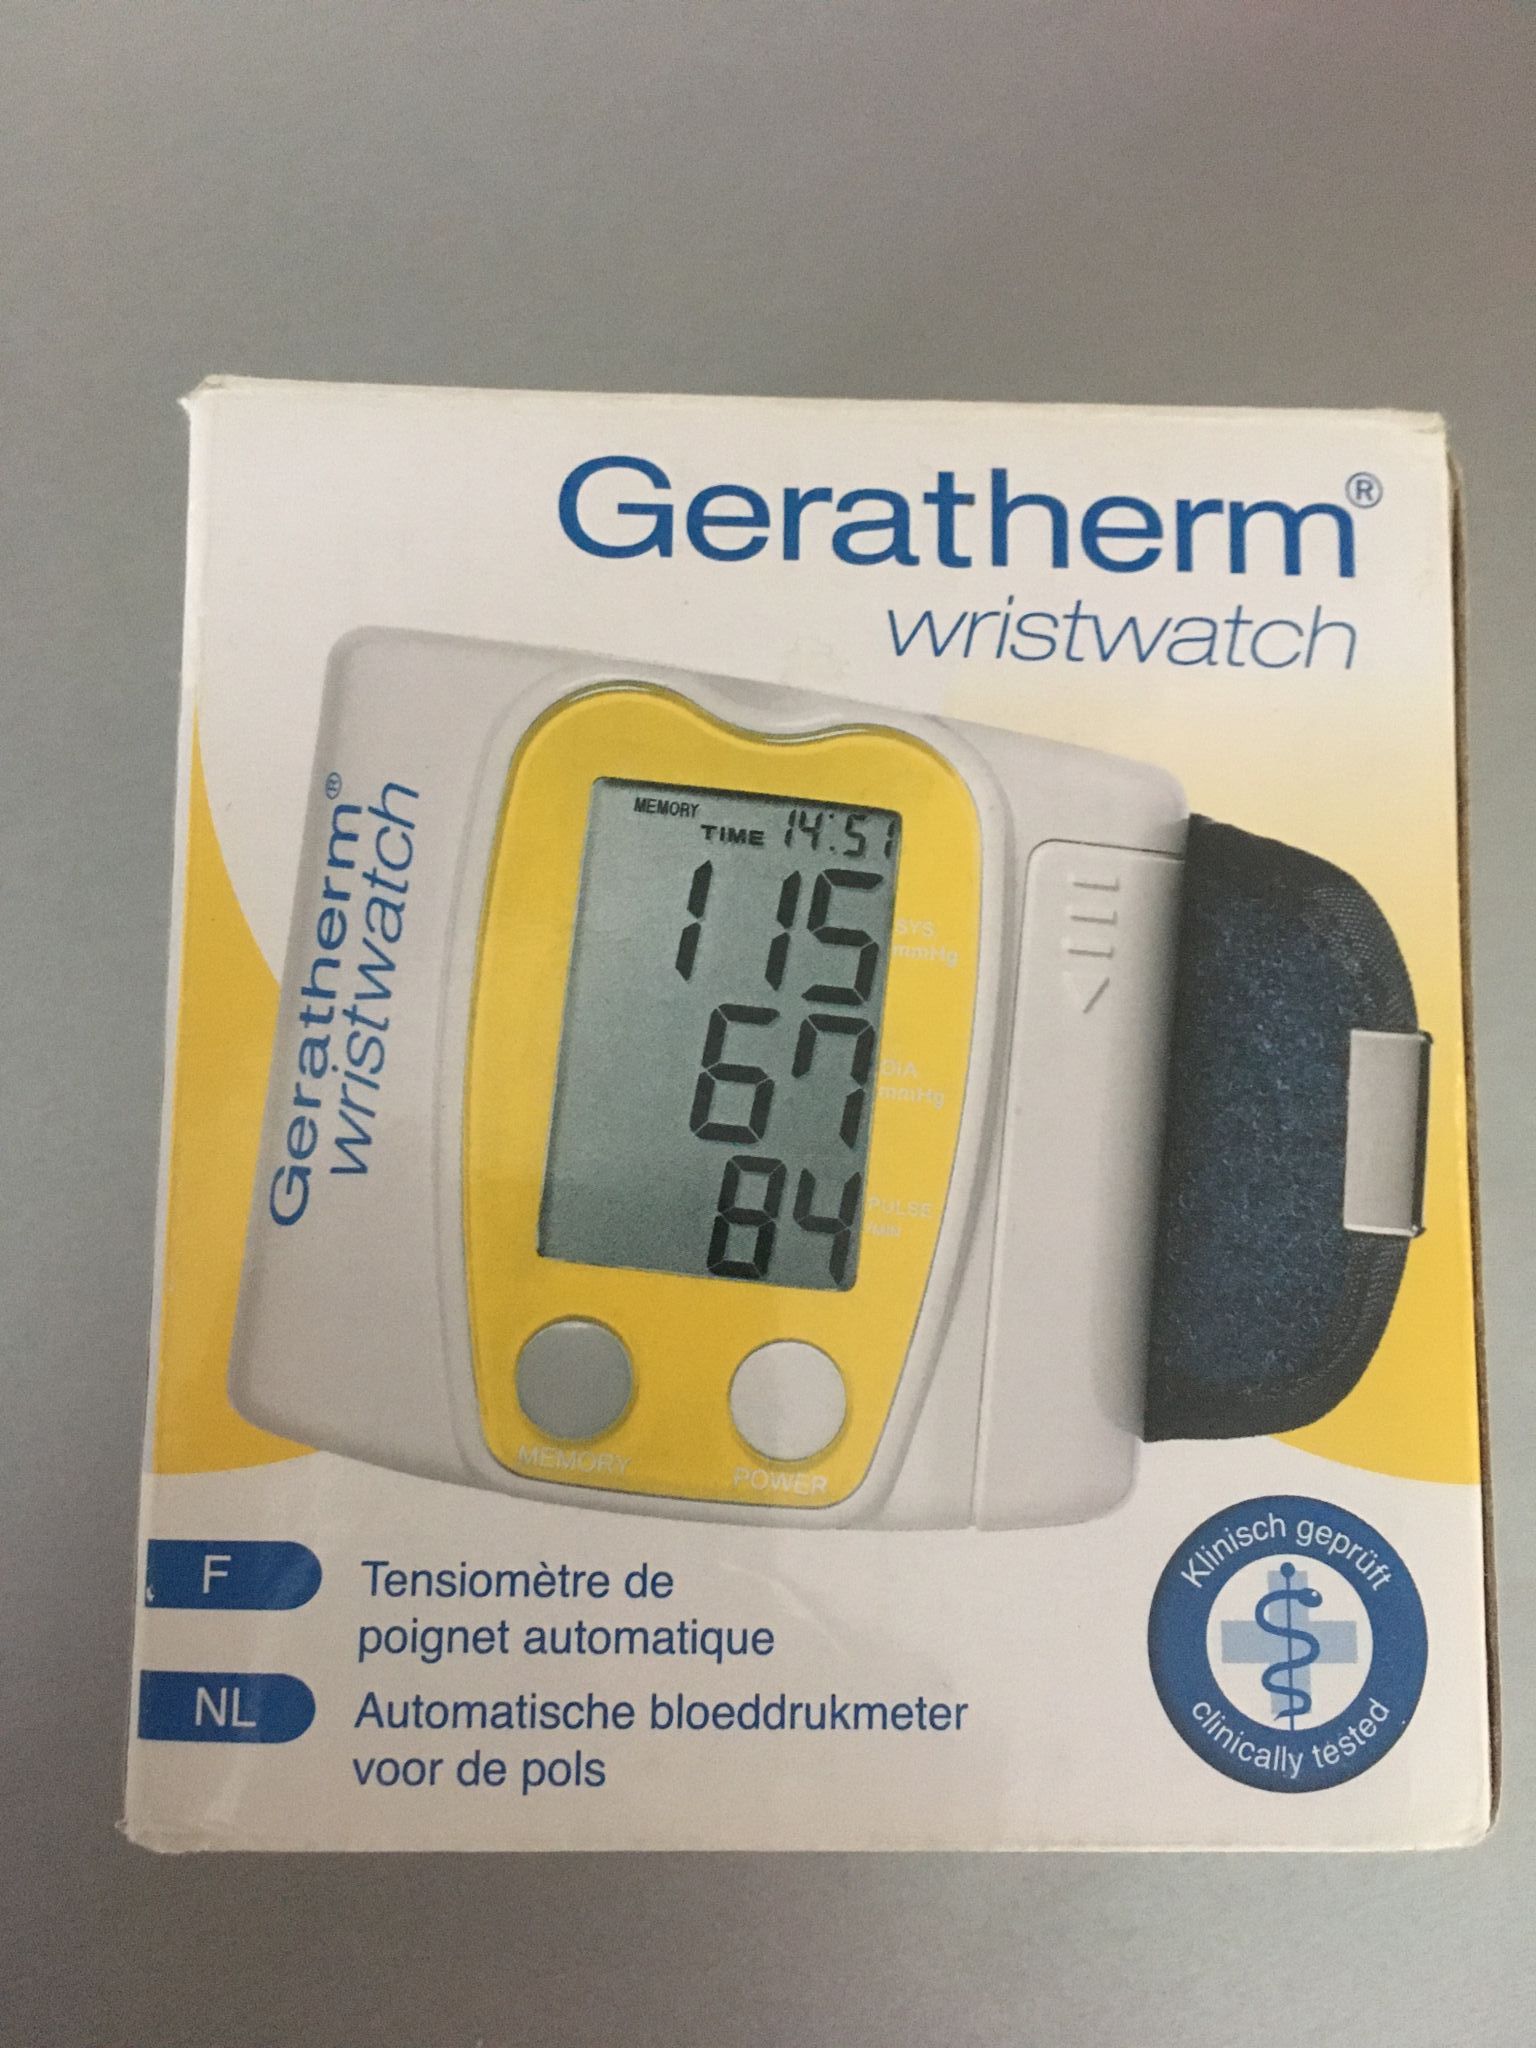 Geratherm®
wristwatch
Geratherm®
wristwatch
MEMORY
TIME 14:51
115
SYS.
mmHg
67
DIA
mmHg
84
PULSE
/MIN
MEMORY
POWER
F
Tensiomètre de
poignet automatique
NL
Automatische bloeddrukmeter
voor de pols
Klinisch geprüft
clinically tested